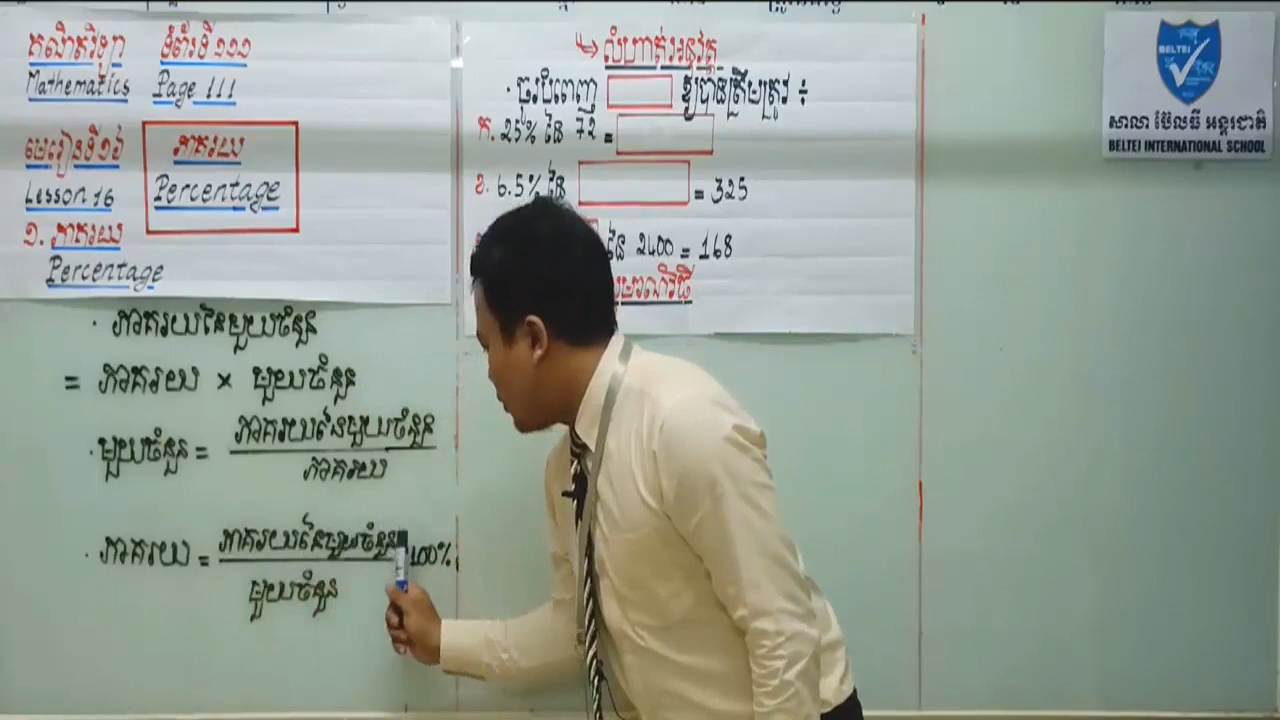 គណិតវិទ្យា ទំព័រទី ១១១
Mathematics Page 111
មេរៀនទី១៦ ភាគរយ
Lesson 16 Percentage
១. ភាគរយ
Percentage
· ភាគរយនៃមួយចំនួន
= ភាគរយ × មួយចំនួន
· មួយចំនួន = ភាគរយនៃមួយចំនួន
ភាគរយ
· ភាគរយ = ភាគរយនៃមួយចំនួន 100%
មួយចំនួន
លំហាត់អនុវត្ត
· ចូរបំពេញ ឱ្យបានត្រឹមត្រូវ ÷
ក. 25% នៃ 72 =
ខ. 6.5% នៃ = 325
នៃ 2400 = 168
BELTEI
សាលា ប៊ែលធី អន្តរជាតិ
BELTEI INTERNATIONAL SCHOOL